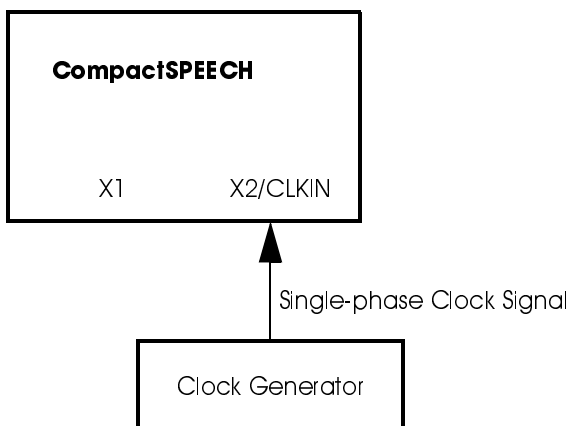 CompactSPEECH
X1 X2/CLKIN
Single-phase Clock Signal
Clock Generator